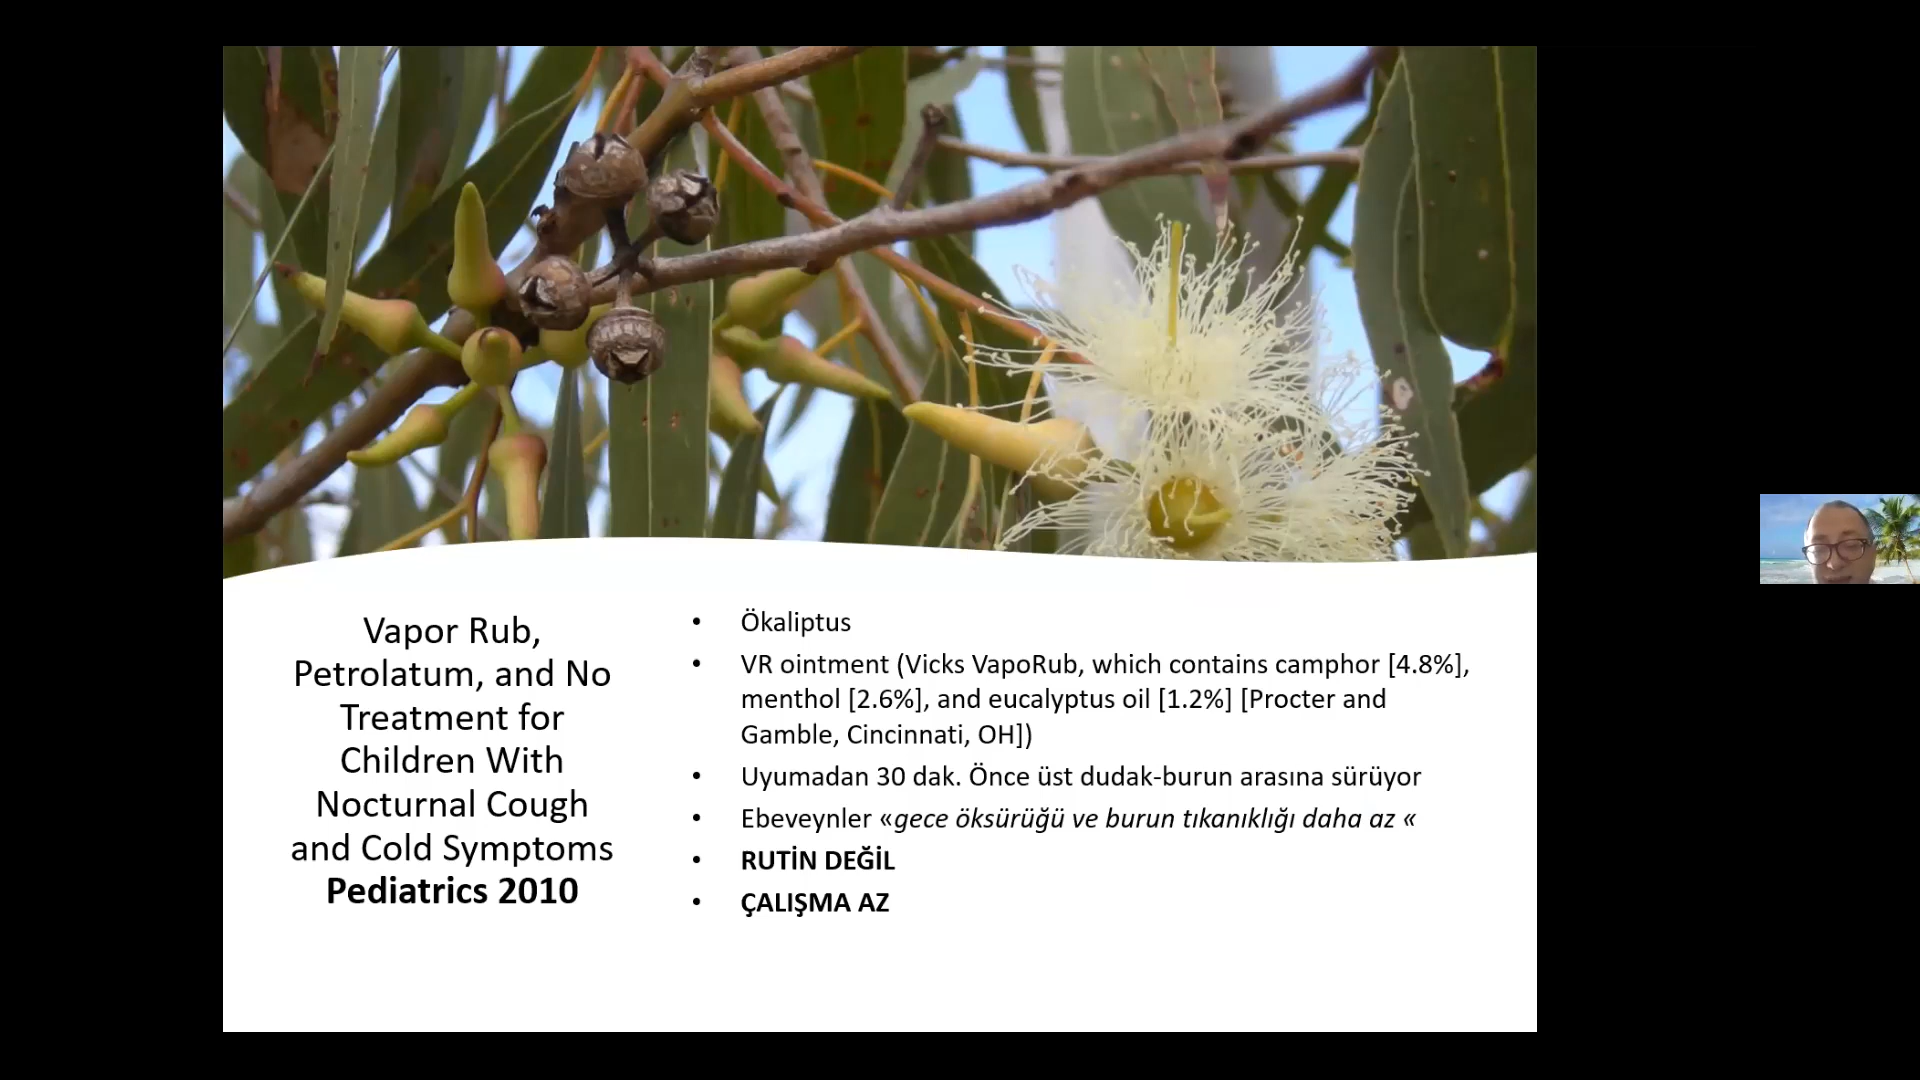 Vapor Rub,
Petrolatum, and No
Treatment for
Children With
Nocturnal Cough
and Cold Symptoms
Pediatrics 2010
• Ökaliptus
• VR ointment (Vicks VapoRub, which contains camphor [4.8%],
menthol [2.6%], and eucalyptus oil [1.2%] [Procter and
Gamble, Cincinnati, OH])
• Uyumadan 30 dak. Önce üst dudak-burun arasına sürüyor
• Ebeveynler «gece öksürüğü ve burun tıkanıklığı daha az «
• RUTİN DEĞİL
• ÇALIŞMA AZ